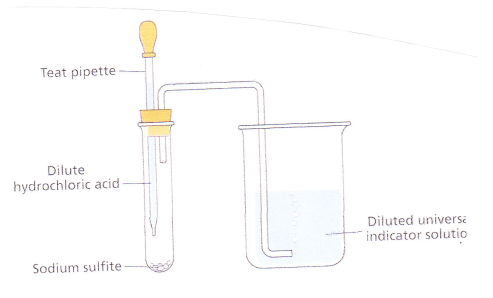 Teat pipette
Dilute
hydrochloric acid
Sodium sulfite
Diluted universa
indicator solutio